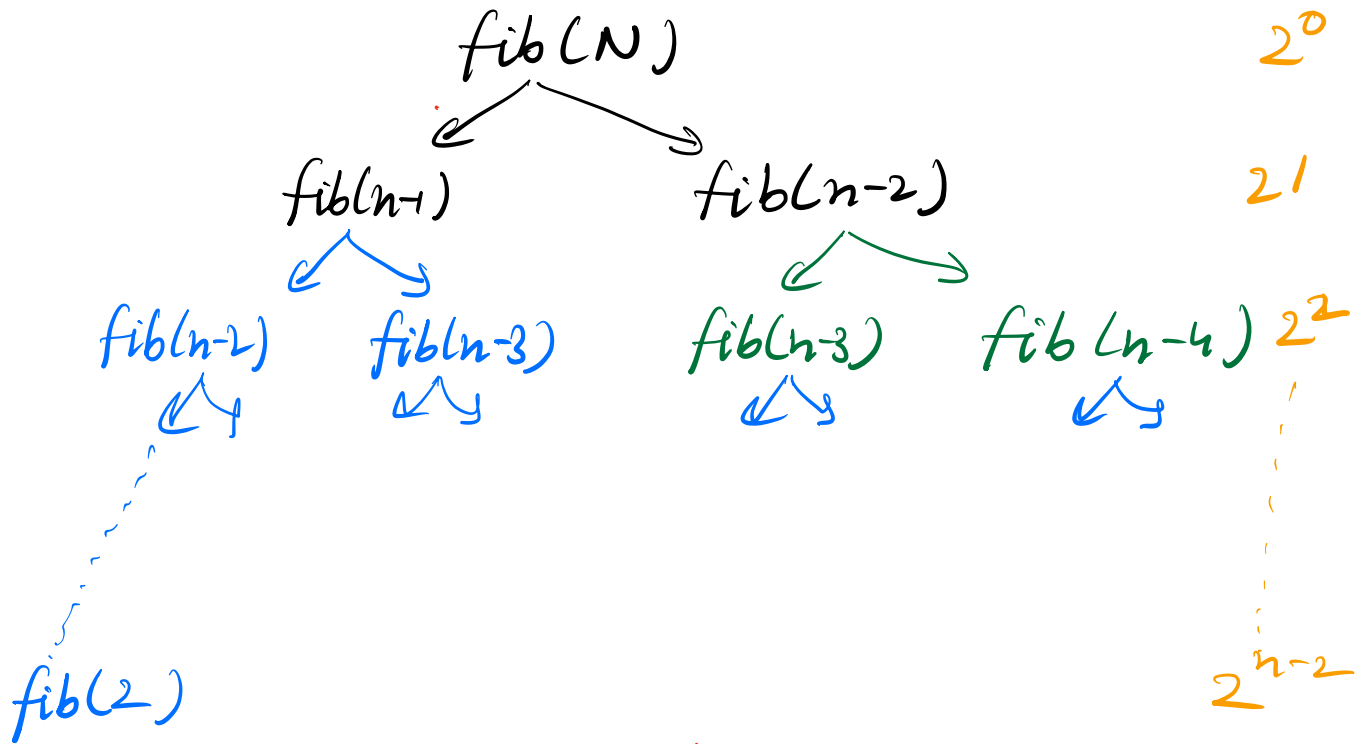 fib(N) 2^0
fib(n-1) fib(n-2) 2^1
fib(n-2) fib(n-3) fib(n-3) fib(n-4) 2^2
fib(2) 2^n-2